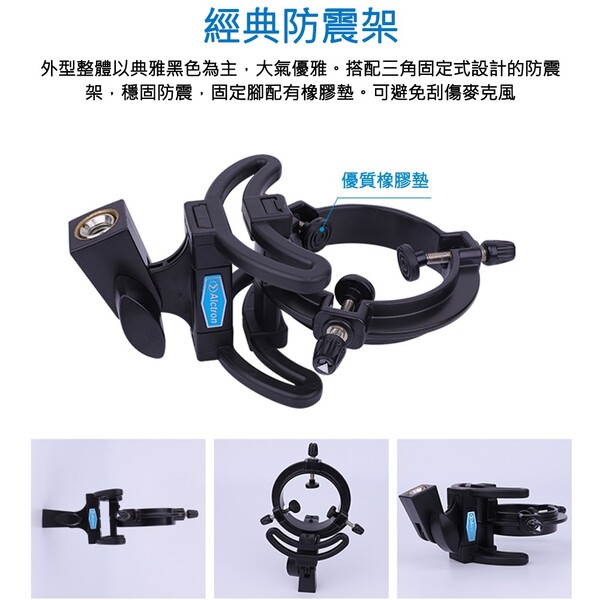 經典防震架
外型整體以典雅黑色為主，大氣優雅。搭配三角固定式設計的防震
架，穩固防震，固定腳配有橡膠墊。可避免刮傷麥克風
優質橡膠墊
Alctron